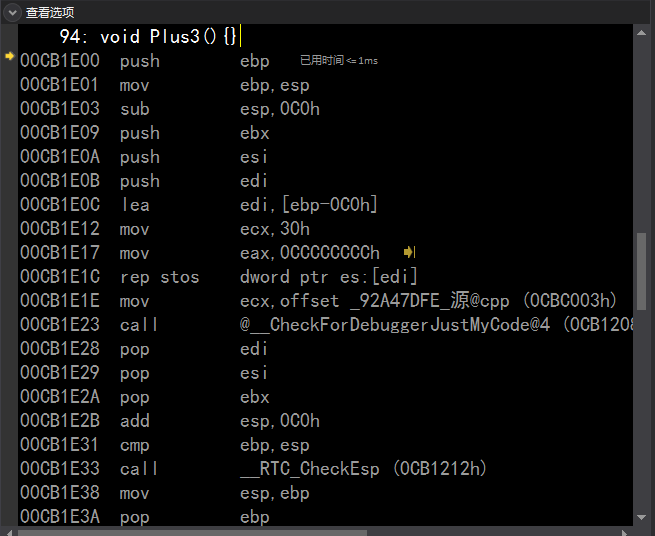 查看选项
94: void Plus3(){}
00CB1E00 push ebp 已用时间<=1ms
00CB1E01 mov ebp,esp
00CB1E03 sub esp,0C0h
00CB1E09 push ebx
00CB1E0A push esi
00CB1E0B push edi
00CB1E0C lea edi,[ebp-0C0h]
00CB1E12 mov ecx,30h
00CB1E17 mov eax,0CCCCCCCCh
00CB1E1C rep stos dword ptr es:[edi]
00CB1E1E mov ecx,offset _92A47DFE_源@cpp (0CBC003h)
00CB1E23 call @__CheckForDebuggerJustMyCode@4 (0CB1208
00CB1E28 pop edi
00CB1E29 pop esi
00CB1E2A pop ebx
00CB1E2B add esp,0C0h
00CB1E31 cmp ebp,esp
00CB1E33 call __RTC_CheckEsp (0CB1212h)
00CB1E38 mov esp,ebp
00CB1E3A pop ebp